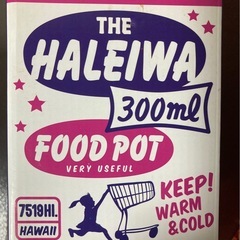 THE
HALEIWA
300ml
FOOD POT
VERY USEFUL
KEEP!
WARM
&COLD
7519HI.
HAWAII